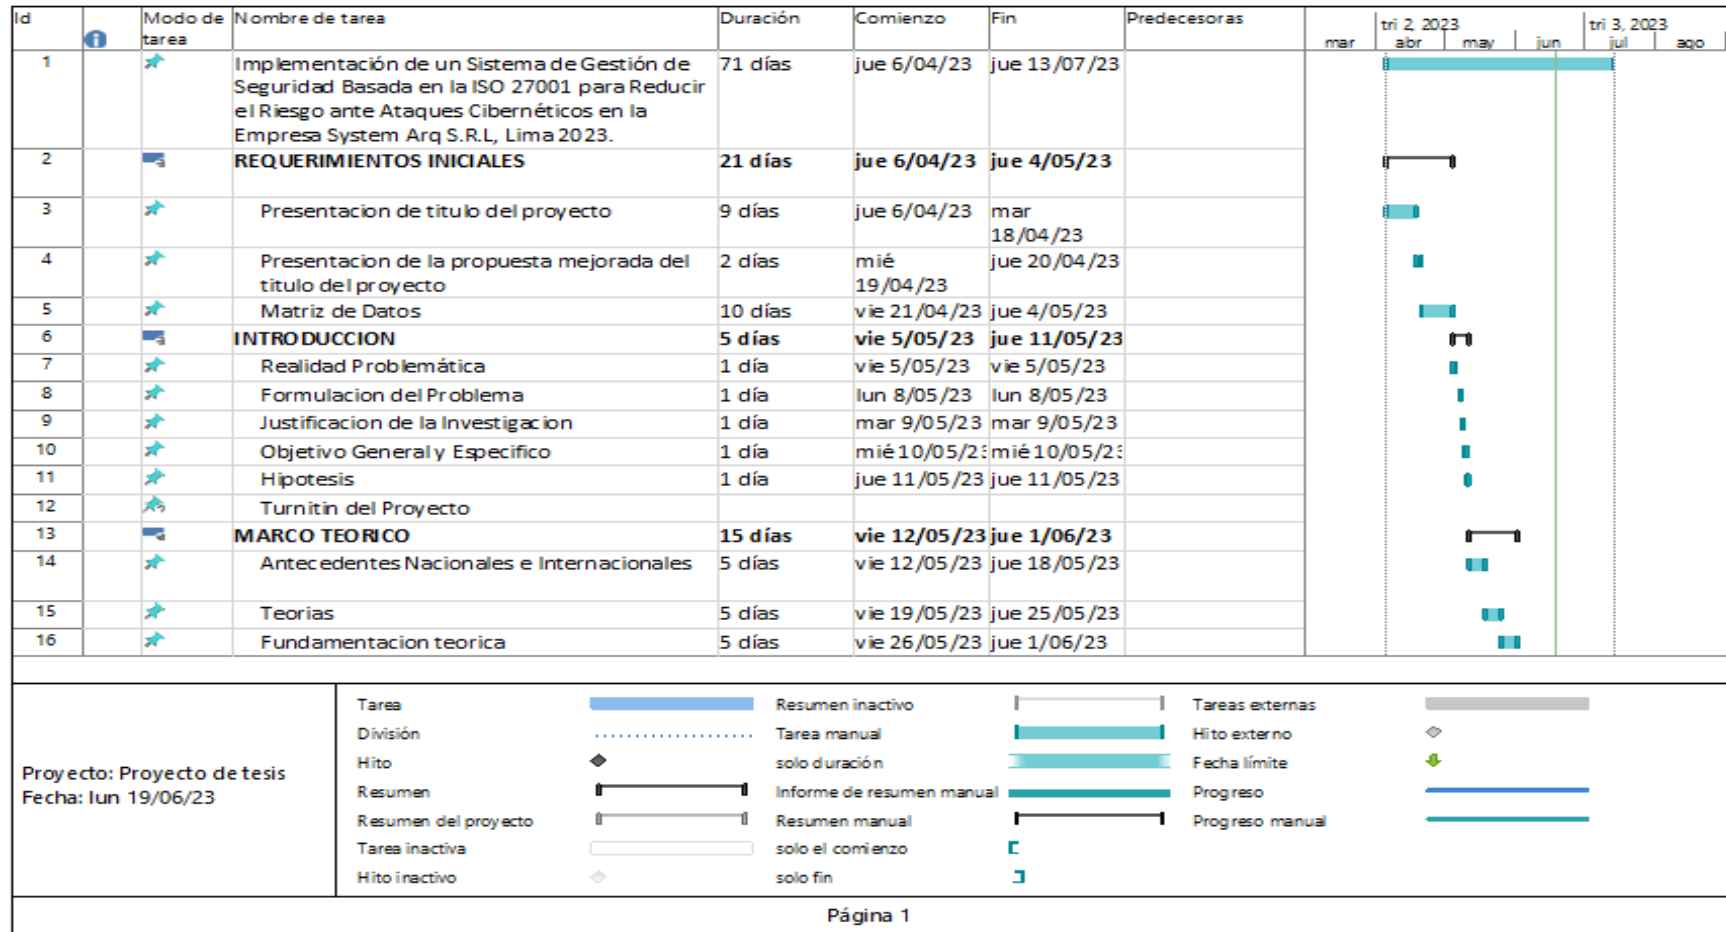 Id Modo de Nombre de tarea Duración Comienzo Fin Predecesoras tri 2, 2023 tri 3, 2023
tarea mar abr may jun jul ago
1 Implementación de un Sistema de Gestión de 71 días jue 6/04/23 jue 13/07/23
Seguridad Basada en la ISO 27001 para Reducir
el Riesgo ante Ataques Cibernéticos en la
Empresa System Arq S.R.L, Lima 2023.
2 REQUERIMIENTOS INICIALES 21 días jue 6/04/23 jue 4/05/23
3 Presentacion de titulo del proyecto 9 días jue 6/04/23 mar
18/04/23
4 Presentacion de la propuesta mejorada del 2 días mié jue 20/04/23
titulo del proyecto 19/04/23
5 Matriz de Datos 10 días vie 21/04/23 jue 4/05/23
6 INTRODUCCION 5 días vie 5/05/23 jue 11/05/23
7 Realidad Problemática 1 día vie 5/05/23 vie 5/05/23
8 Formulacion del Problema 1 día lun 8/05/23 lun 8/05/23
9 Justificacion de la Investigacion 1 día mar 9/05/23 mar 9/05/23
10 Objetivo General y Especifico 1 día mié 10/05/23 mié 10/05/23
11 Hipotesis 1 día jue 11/05/23 jue 11/05/23
12 Turnitin del Proyecto
13 MARCO TEORICO 15 días vie 12/05/23 jue 1/06/23
14 Antecedentes Nacionales e Internacionales 5 días vie 12/05/23 jue 18/05/23
15 Teorias 5 días vie 19/05/23 jue 25/05/23
16 Fundamentacion teorica 5 días vie 26/05/23 jue 1/06/23
Proyecto: Proyecto de tesis
Fecha: lun 19/06/23
Tarea
División
Hito
Resumen
Resumen del proyecto
Tarea inactiva
Hito inactivo
Resumen inactivo
Tarea manual
solo duración
Informe de resumen manual
Resumen manual
solo el comienzo
solo fin
Tareas externas
Hito externo
Fecha límite
Progreso
Progreso manual
Página 1